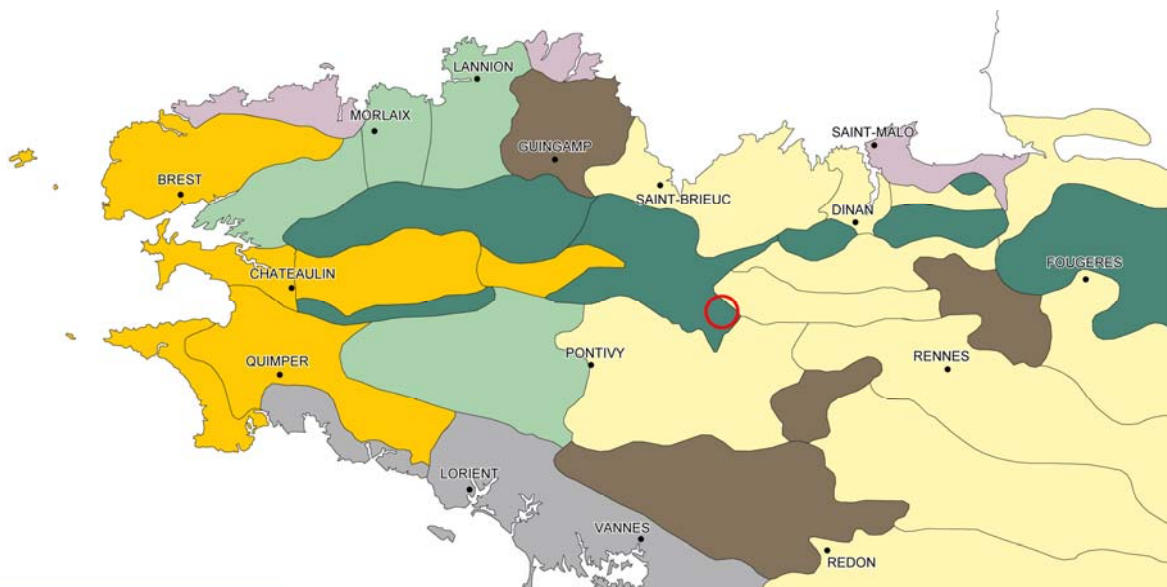 LANNION
MORLAIX
SAINT-MALO
GUINGAMP
BREST
SAINT-BRIEUC
DINAN
CHATEAULIN
FOUGERES
PONTIVY
RENNES
QUIMPER
LORIENT
VANNES
REDON